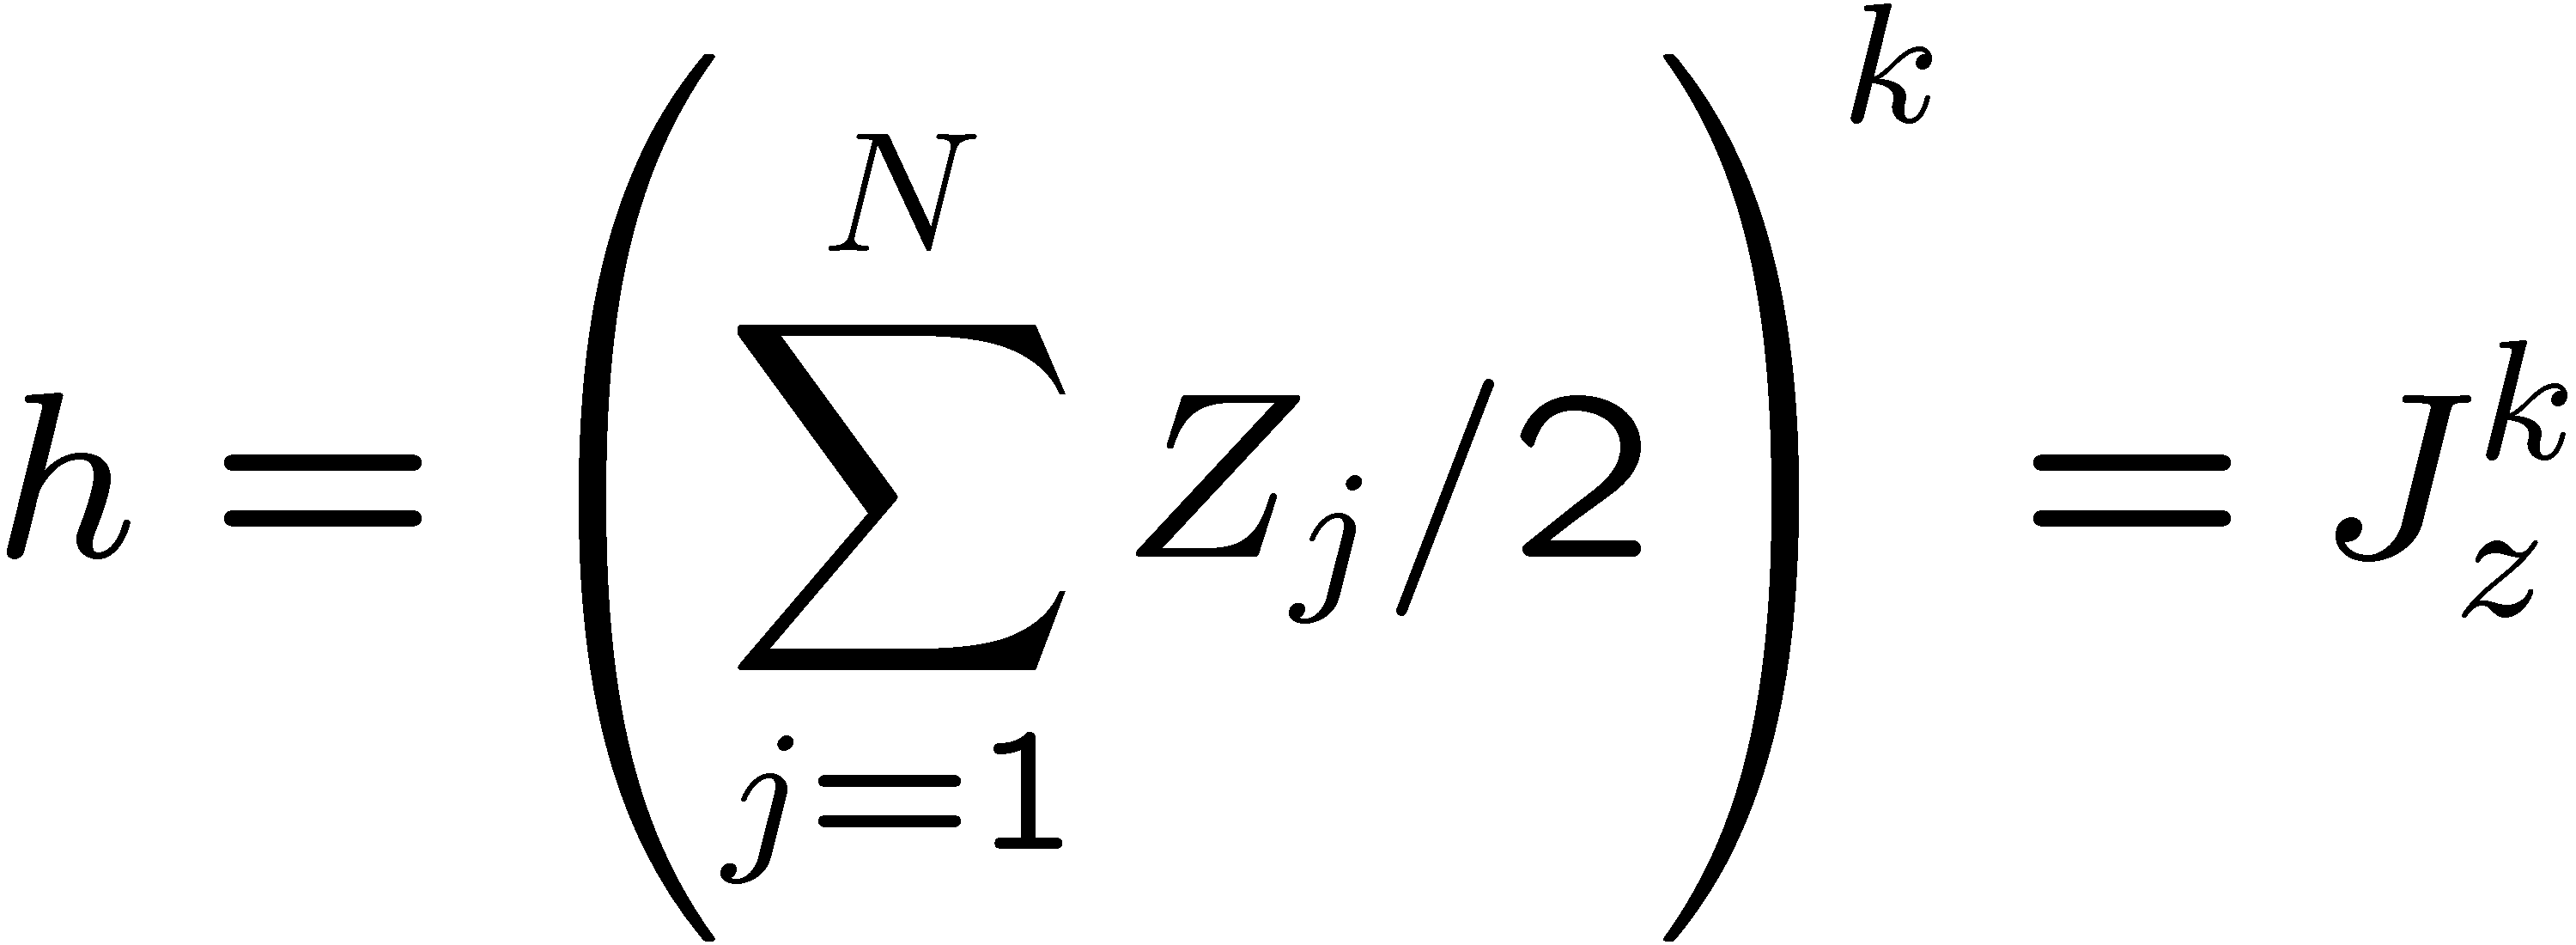 $h = \left( \sum_{j=1}^{N} Z_j / 2 \right)^k = J_z^k$